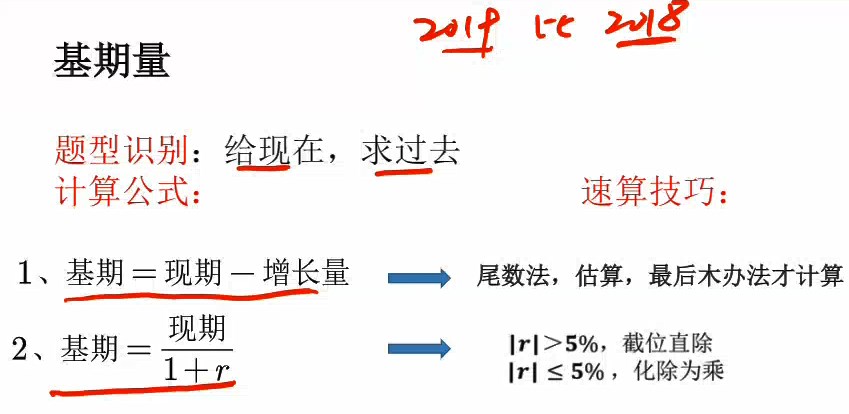 2019 比 2018
基期量
题型识别：给现在，求过去
计算公式： 速算技巧：
1、基期＝现期－增长量 尾数法，估算，最后木办法才计算
2、基期＝现期/1+r |r|>5%，截位直除
|r| ≤ 5%，化除为乘